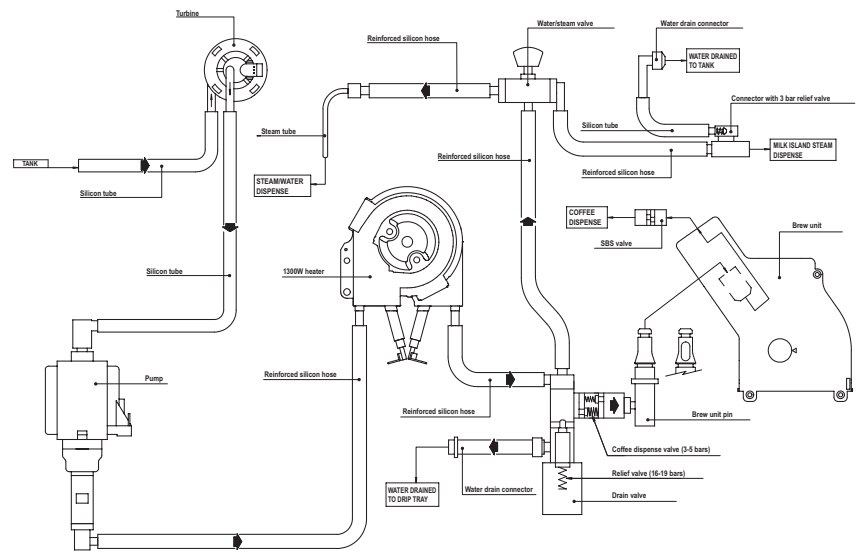 Turbine
Water/steam valve
Water drain connector
Reinforced silicon hose
WATER DRAINED
TO TANK
Connector with 3 bar relief valve
Silicon tube
Steam tube
Reinforced silicon hose
MILK ISLAND STEAM
DISPENSE
TANK
Reinforced silicon hose
Silicon tube
STEAM/WATER
DISPENSE
COFFEE
DISPENSE
Brew unit
SBS valve
Silicon tube
1300W heater
Pump
Reinforced silicon hose
Reinforced silicon hose
Brew unit pin
Coffee dispense valve (3-5 bars)
WATER DRAINED
TO DRIP TRAY
Water drain connector
Relief valve (16-19 bars)
Drain valve